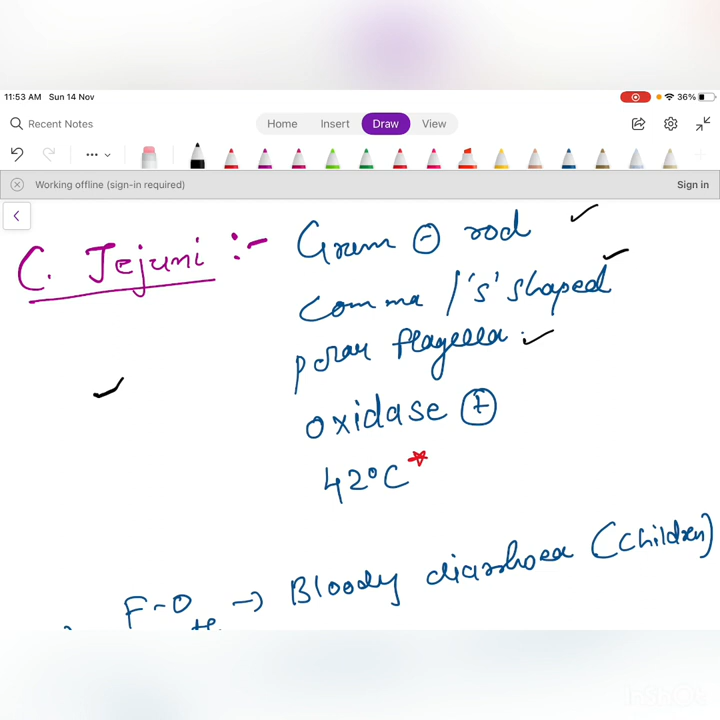 11:53 AM Sun 14 Nov 36%
Recent Notes Home Insert Draw View
Working offline (sign-in required) Sign in
C. Jejuni :- Gram ⊖ rod
comma / 's' shaped
polar flagella
oxidase ⊕
42°C*
F-O → Bloody diarrhoea (children)